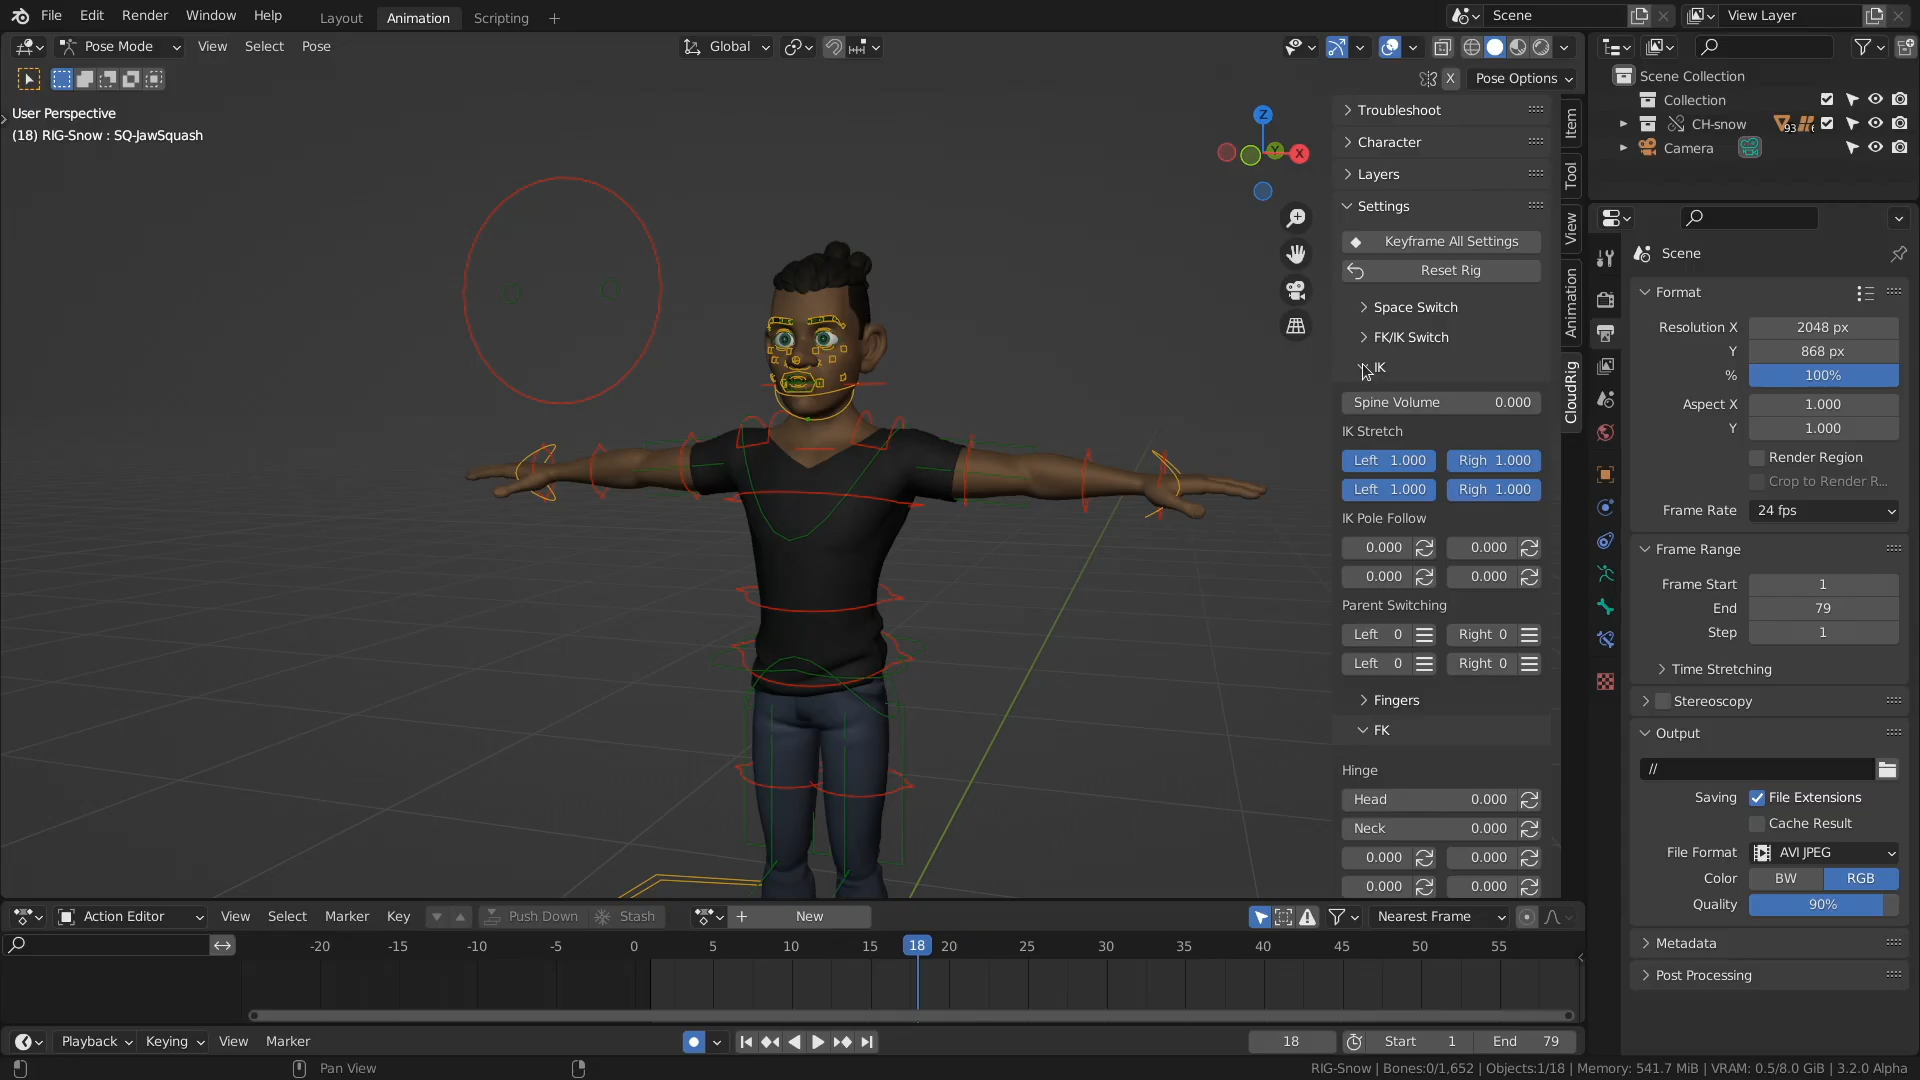 File Edit Render Window Help Layout Animation Scripting Scene View Layer
Pose Mode View Select Pose Global
X Pose Options
User Perspective
(18) RIG-Snow : SQ-JawSquash
Z
X
Y
Troubleshoot
Character
Layers
Settings
Keyframe All Settings
Reset Rig
Space Switch
FK/IK Switch
IK
Spine Volume 0.000
IK Stretch
Left 1.000 Righ 1.000
Left 1.000 Righ 1.000
IK Pole Follow
0.000 0.000
0.000 0.000
Parent Switching
Left 0 Right 0
Left 0 Right 0
Fingers
FK
Hinge
Head 0.000
Neck 0.000
0.000 0.000
0.000 0.000
Item
Tool
View
Animation
CloudRig
Scene Collection
Collection
CH-snow 93
Camera
Scene
Format
Resolution X 2048 px
Y 868 px
% 100%
Aspect X 1.000
Y 1.000
Render Region
Crop to Render R...
Frame Rate 24 fps
Frame Range
Frame Start 1
End 79
Step 1
Time Stretching
Stereoscopy
Output
//
Saving File Extensions
Cache Result
File Format AVI JPEG
Color BW RGB
Quality 90%
Metadata
Post Processing
Action Editor View Select Marker Key Push Down Stash New Nearest Frame
-20 -15 -10 -5 0 5 10 15 18 20 25 30 35 40 45 50 55
Playback Keying View Marker 18 Start 1 End 79
Pan View RIG-Snow | Bones:0/1,652 | Objects:1/18 | Memory: 541.7 MiB | VRAM: 0.5/8.0 GiB | 3.2.0 Alpha